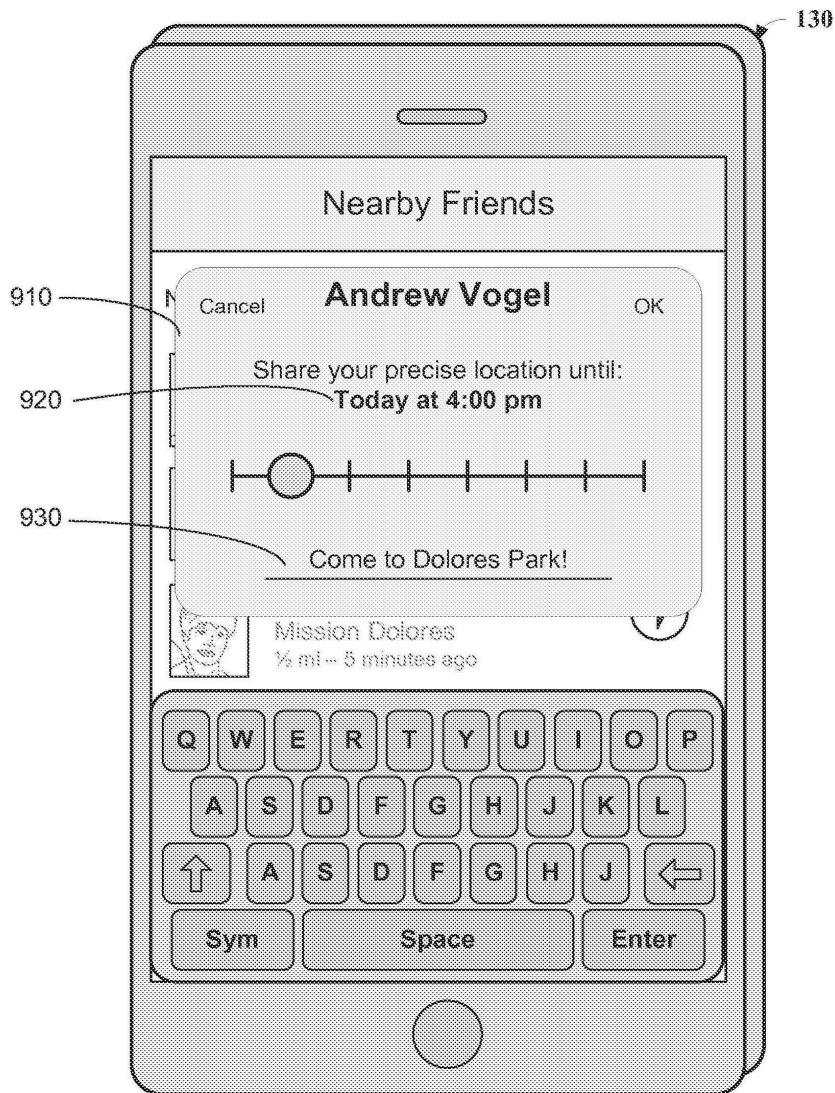 130
Nearby Friends
N
910
Cancel
Andrew Vogel
OK
Share your precise location until:
920
Today at 4:00 pm
930
Come to Dolores Park!
Mission Dolores
½ mi – 5 minutes ago
Q W E R T Y U I O P
A S D F G H J K L
A S D F G H J
Sym Space Enter